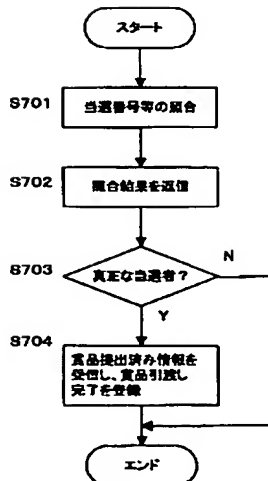 スタート
S701
当選番号等の照合
S702
照合結果を返信
S703
真正な当選者？
N
Y
S704
賞品提出済み情報を
受信し、賞品引渡し
完了を登録
エンド